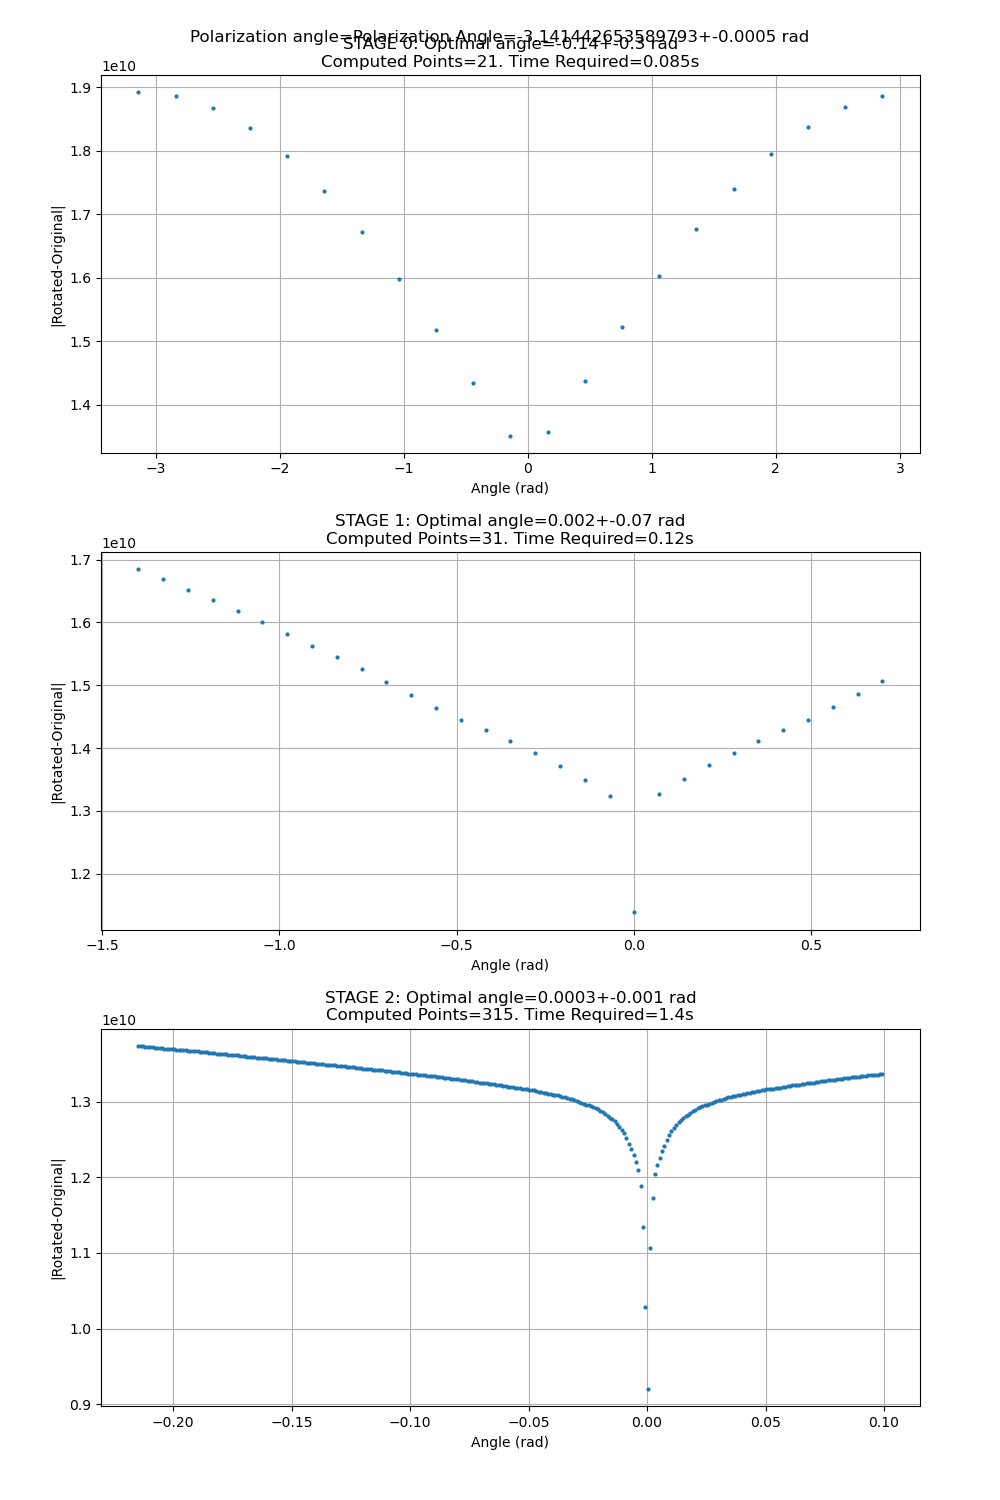 Polarization angle=Polarization Angle=-3.141442653589793+-0.0005 rad
STAGE 0: Optimal angle=-0.14+-0.3 rad
Computed Points=21. Time Required=0.085s
1e10
1.9
1.8
1.7
1.6
1.5
1.4
|Rotated-Original|
−3 −2 −1 0 1 2 3
Angle (rad)
STAGE 1: Optimal angle=0.002+-0.07 rad
Computed Points=31. Time Required=0.12s
1e10
1.7
1.6
1.5
1.4
1.3
1.2
|Rotated-Original|
−1.5 −1.0 −0.5 0.0 0.5
Angle (rad)
STAGE 2: Optimal angle=0.0003+-0.001 rad
Computed Points=315. Time Required=1.4s
1e10
1.3
1.2
1.1
1.0
0.9
|Rotated-Original|
−0.20 −0.15 −0.10 −0.05 0.00 0.05 0.10
Angle (rad)